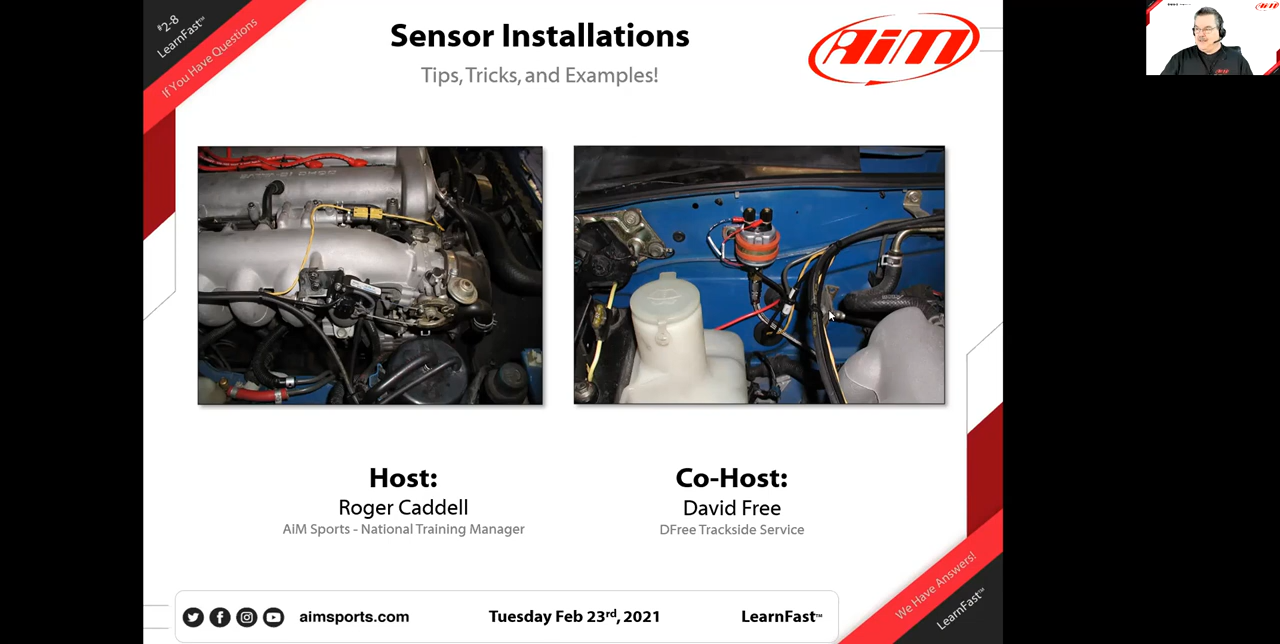 #2-8
LearnFast™
If You Have Questions
Sensor Installations
Tips, Tricks, and Examples!
AiM
Host:
Roger Caddell
AiM Sports - National Training Manager
Co-Host:
David Free
DFree Trackside Service
aimsports.com
Tuesday Feb 23rd, 2021
LearnFast™
We Have Answers!
LearnFast™